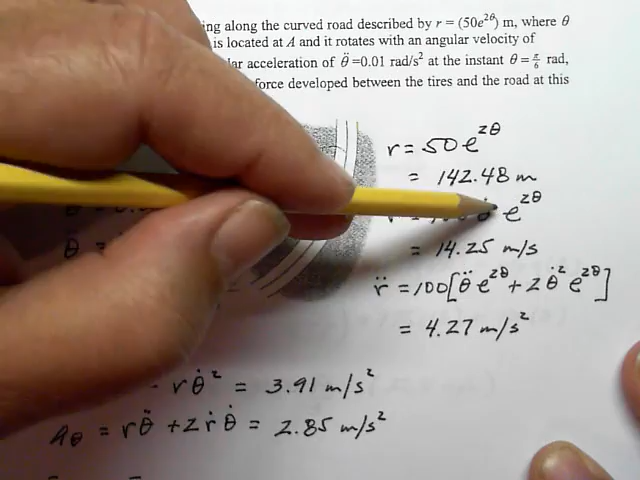 ing along the curved road described by r = (50e^{2θ}) m, where θ
is located at A and it rotates with an angular velocity of
acceleration of θ̈ =0.01 rad/s² at the instant θ = π/6 rad,
force developed between the tires and the road at this
r = 50e^{2θ}
= 142.48 m
e^{2θ}
= 14.25 m/s
r̈ = 100[θ̈ e^{2θ} + 2θ̇² e^{2θ}]
= 4.27 m/s²
- rθ̇² = 3.91 m/s²
aθ = rθ̈ + 2ṙθ̇ = 2.85 m/s²